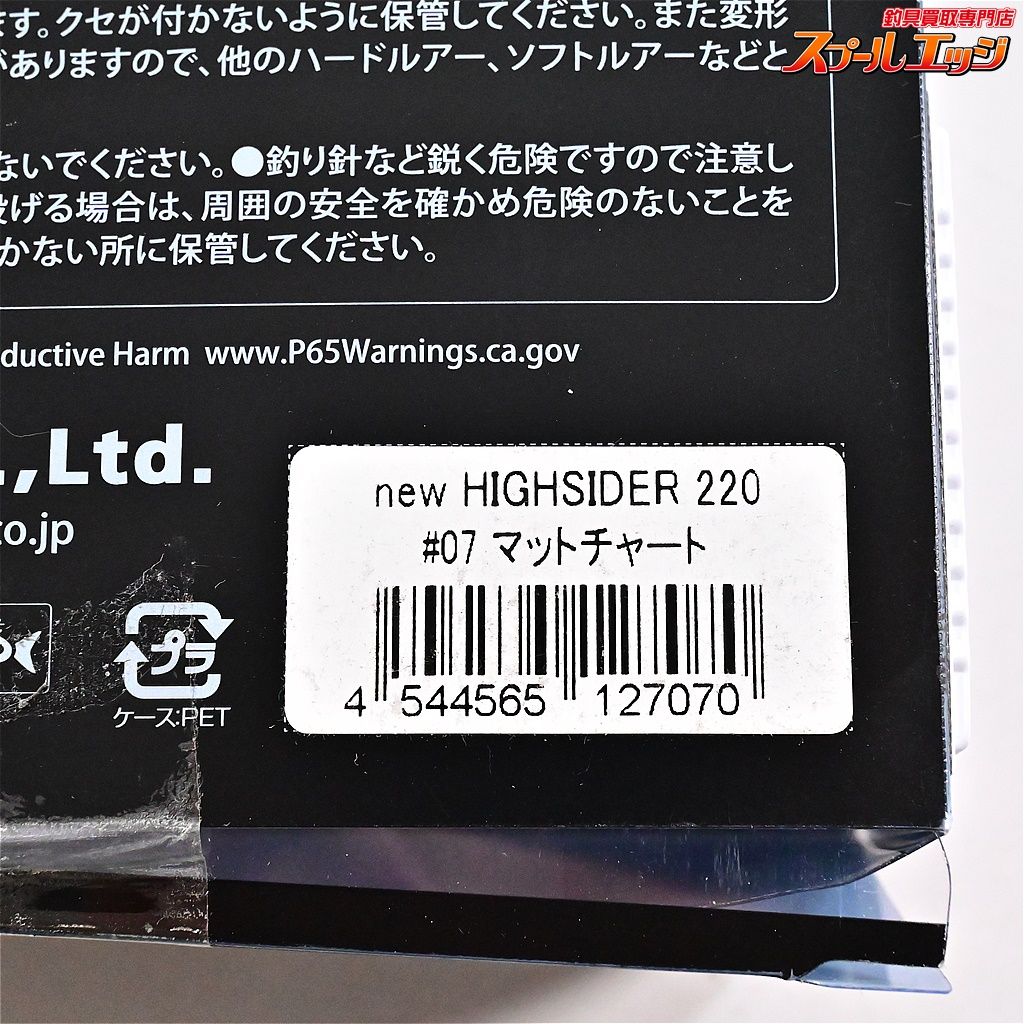 釣具買取専門店
スプールエッジ
ます。クセが付かないように保管してください。また変形
がありますので、他のハードルアー、ソフトルアーなどと
ないでください。●釣り針など鋭く危険ですので注意し
投げる場合は、周囲の安全を確かめ危険のないことを
かない所に保管してください。
ductive Harm www.P65Warnings.ca.gov
.,Ltd.
co.jp
new HIGHSIDER 220
#07 マットチャート
4 544565 127070
プラ
ケース:PET